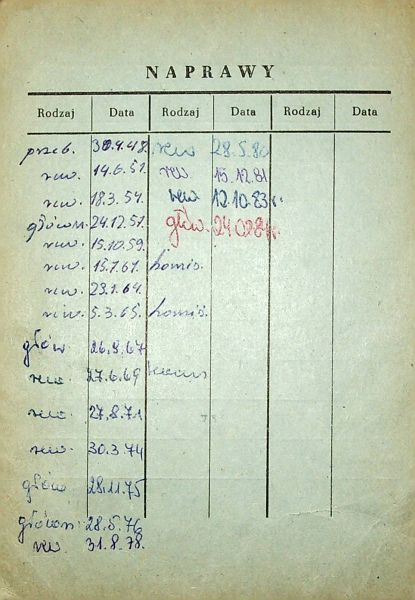 NAPRAWY
Rodzaj Data Rodzaj Data Rodzaj Data
przeb. 30.4.48. rew 28.5.80
rew. 14.6.51. rew 15.12.81
rew. 18.3.54. rew 12.10.83r.
główn. 24.12.57. głów. 24.02.84r.
rew. 15.10.59.
rew. 15.7.61. komis.
rew. 23.1.64.
rew. 5.3.65. komis.
głów 26.9.67
rew. 27.6.69
rew. 27.8.71
rew. 30.3.74
głów 28.11.75
główn. 28.5.76
rew 31.8.78.